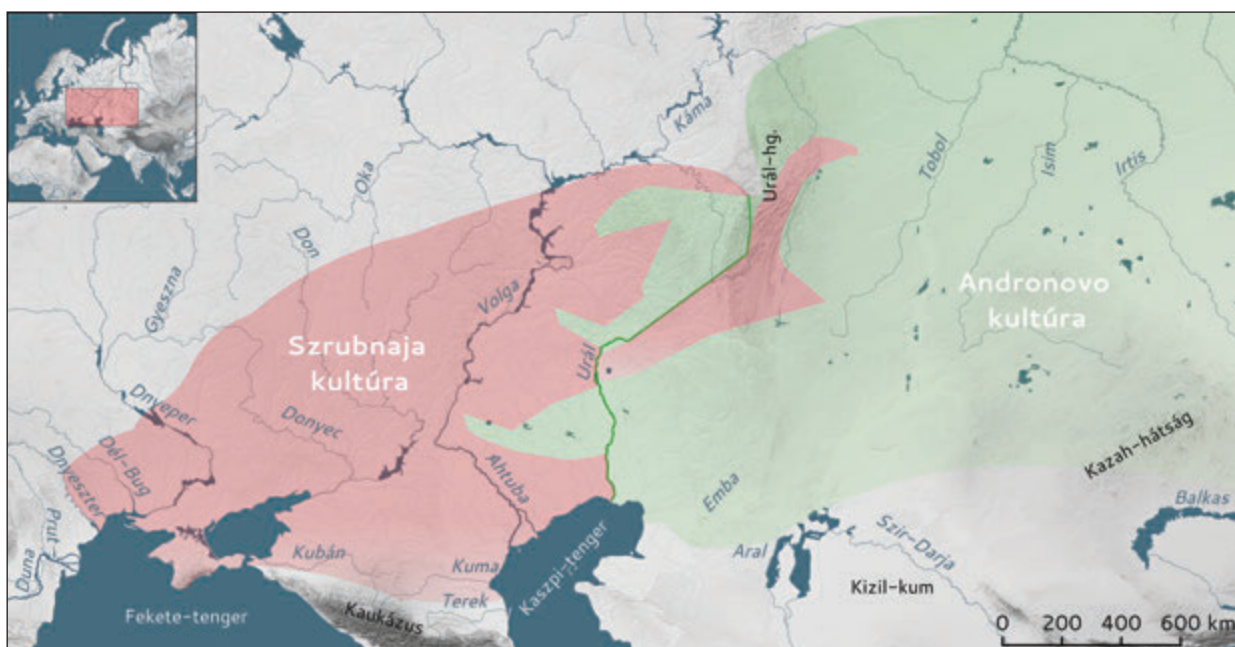 Káma
Urál-hg.
Tobol
Isim
Irtis
Oka
Don
Gyeszna
Volga
Andronovo
kultúra
Szrubnaja
kultúra
Urál
Dnyeper
Donyec
Kazah-hátság
Dél-Bug
Dnyeszter
Ahtuba
Emba
Balkas
Prut
Duna
Kubán
Kuma
Kaszpi-tenger
Aral
Szir-Darja
Terek
Kizil-kum
Fekete-tenger
Kaukázus
0 200 400 600 km